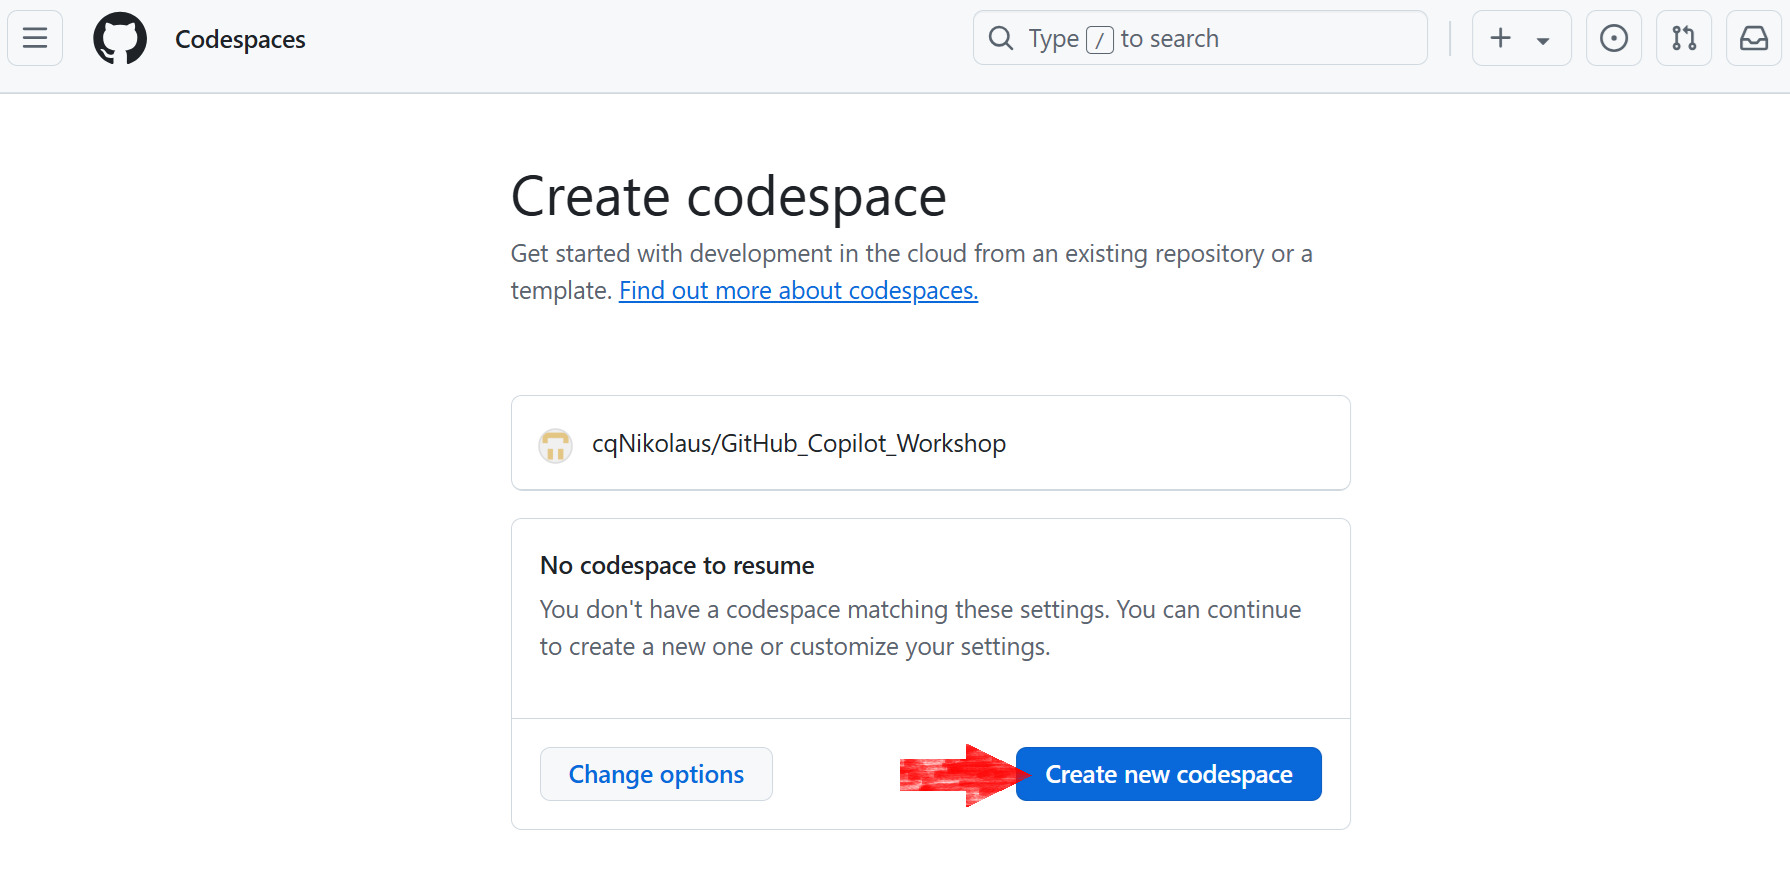 Codespaces
Type / to search
Create codespace
Get started with development in the cloud from an existing repository or a
template. Find out more about codespaces.
cqNikolaus/GitHub_Copilot_Workshop
No codespace to resume
You don't have a codespace matching these settings. You can continue
to create a new one or customize your settings.
Change options
Create new codespace